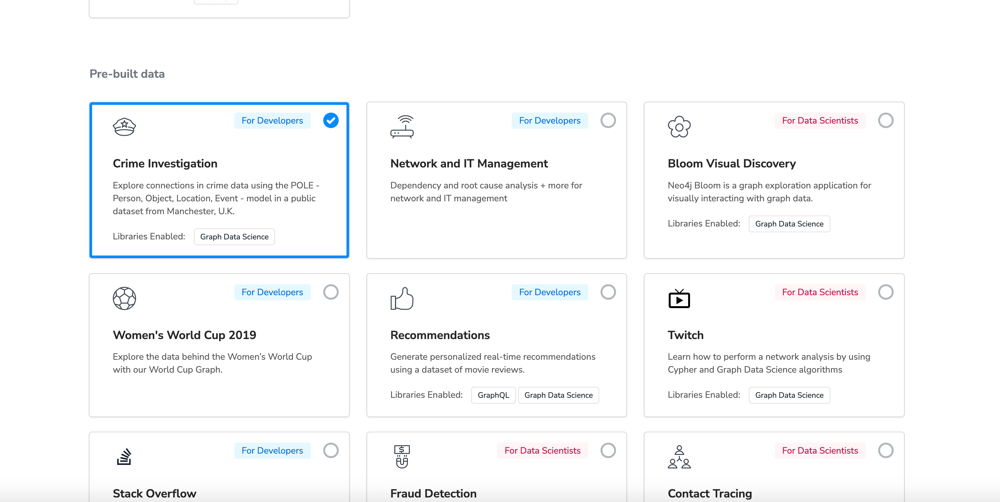 Pre-built data
For Developers
Crime Investigation
Explore connections in crime data using the POLE -
Person, Object, Location, Event - model in a public
dataset from Manchester, U.K.
Libraries Enabled: Graph Data Science
For Developers
Network and IT Management
Dependency and root cause analysis + more for
network and IT management
For Data Scientists
Bloom Visual Discovery
Neo4j Bloom is a graph exploration application for
visually interacting with graph data.
Libraries Enabled: Graph Data Science
For Developers
Women's World Cup 2019
Explore the data behind the Women’s World Cup
with our World Cup Graph.
For Developers
Recommendations
Generate personalized real-time recommendations
using a dataset of movie reviews.
Libraries Enabled: GraphQL Graph Data Science
For Data Scientists
Twitch
Learn how to perform a network analysis by using
Cypher and Graph Data Science algorithms
Libraries Enabled: Graph Data Science
For Developers
Stack Overflow
For Data Scientists
Fraud Detection
For Data Scientists
Contact Tracing